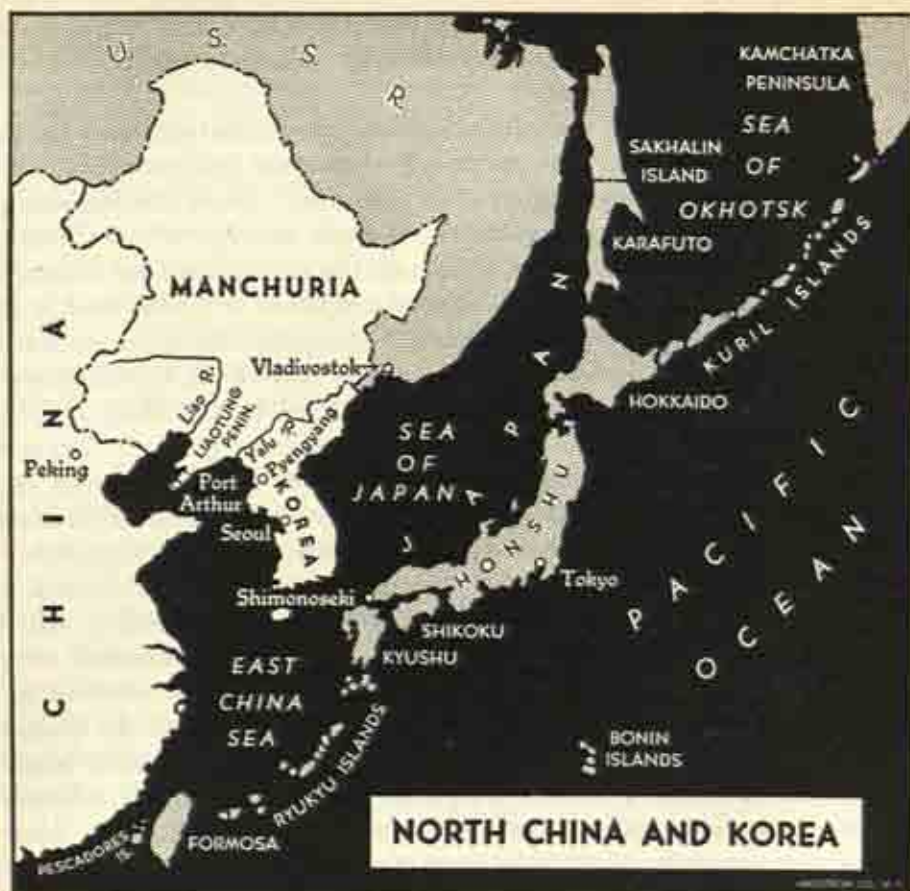 U. S. S. R.
KAMCHATKA
PENINSULA
SEA
OF
OKHOTSK
SAKHALIN
ISLAND
KARAFUTO
KURIL ISLANDS
MANCHURIA
CHINA
Vladivostok
Liao R.
LIAOTUNG
PENIN.
Yalu R.
Pyengyang
Peking
Port
Arthur
KOREA
Seoul
SEA
OF
JAPAN
JAPAN
HOKKAIDO
HONSHU
Tokyo
Shimonoseki
SHIKOKU
KYUSHU
PACIFIC
OCEAN
EAST
CHINA
SEA
RYUKYU ISLANDS
BONIN
ISLANDS
PESCADORES
IS.
FORMOSA
NORTH CHINA AND KOREA